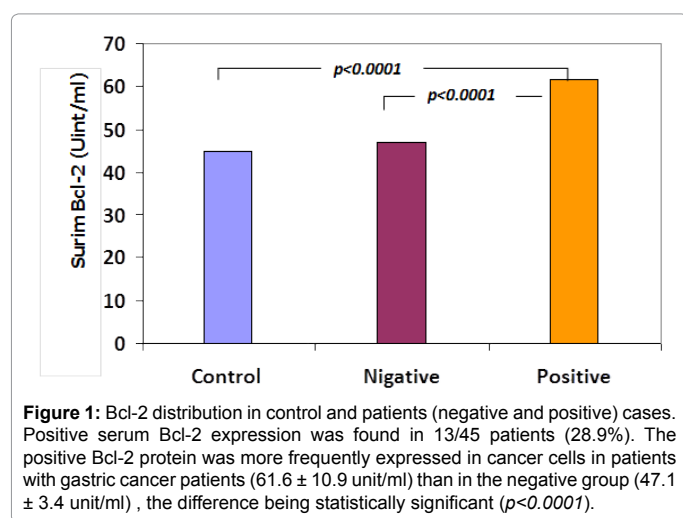 70
60
50
40
30
20
10
0
Surim Bcl-2 (Uint/ml)
p<0.0001
p<0.0001
Control Nigative Positive
Figure 1: Bcl-2 distribution in control and patients (negative and positive) cases.
Positive serum Bcl-2 expression was found in 13/45 patients (28.9%). The
positive Bcl-2 protein was more frequently expressed in cancer cells in patients
with gastric cancer patients (61.6 ± 10.9 unit/ml) than in the negative group (47.1
± 3.4 unit/ml) , the difference being statistically significant (p<0.0001).